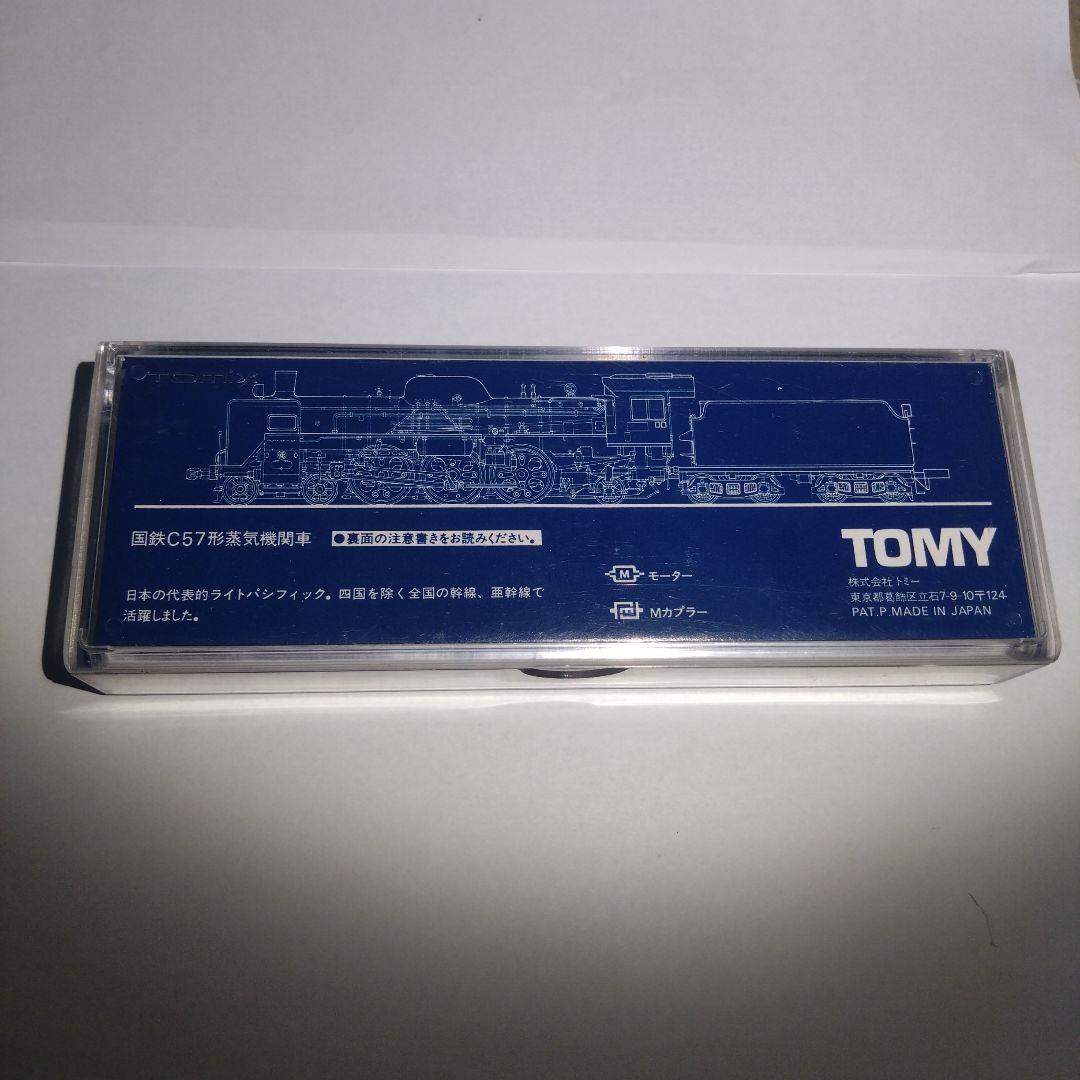 TOMIX
国鉄C57形蒸気機関車
●裏面の注意書きをお読みください。
日本の代表的ライトパシフィック。四国を除く全国の幹線、亜幹線で
活躍しました。
M モーター
Mカプラー
TOMY
株式会社トミー
東京都葛飾区立石7-9-10〒124
PAT.P.MADE IN JAPAN